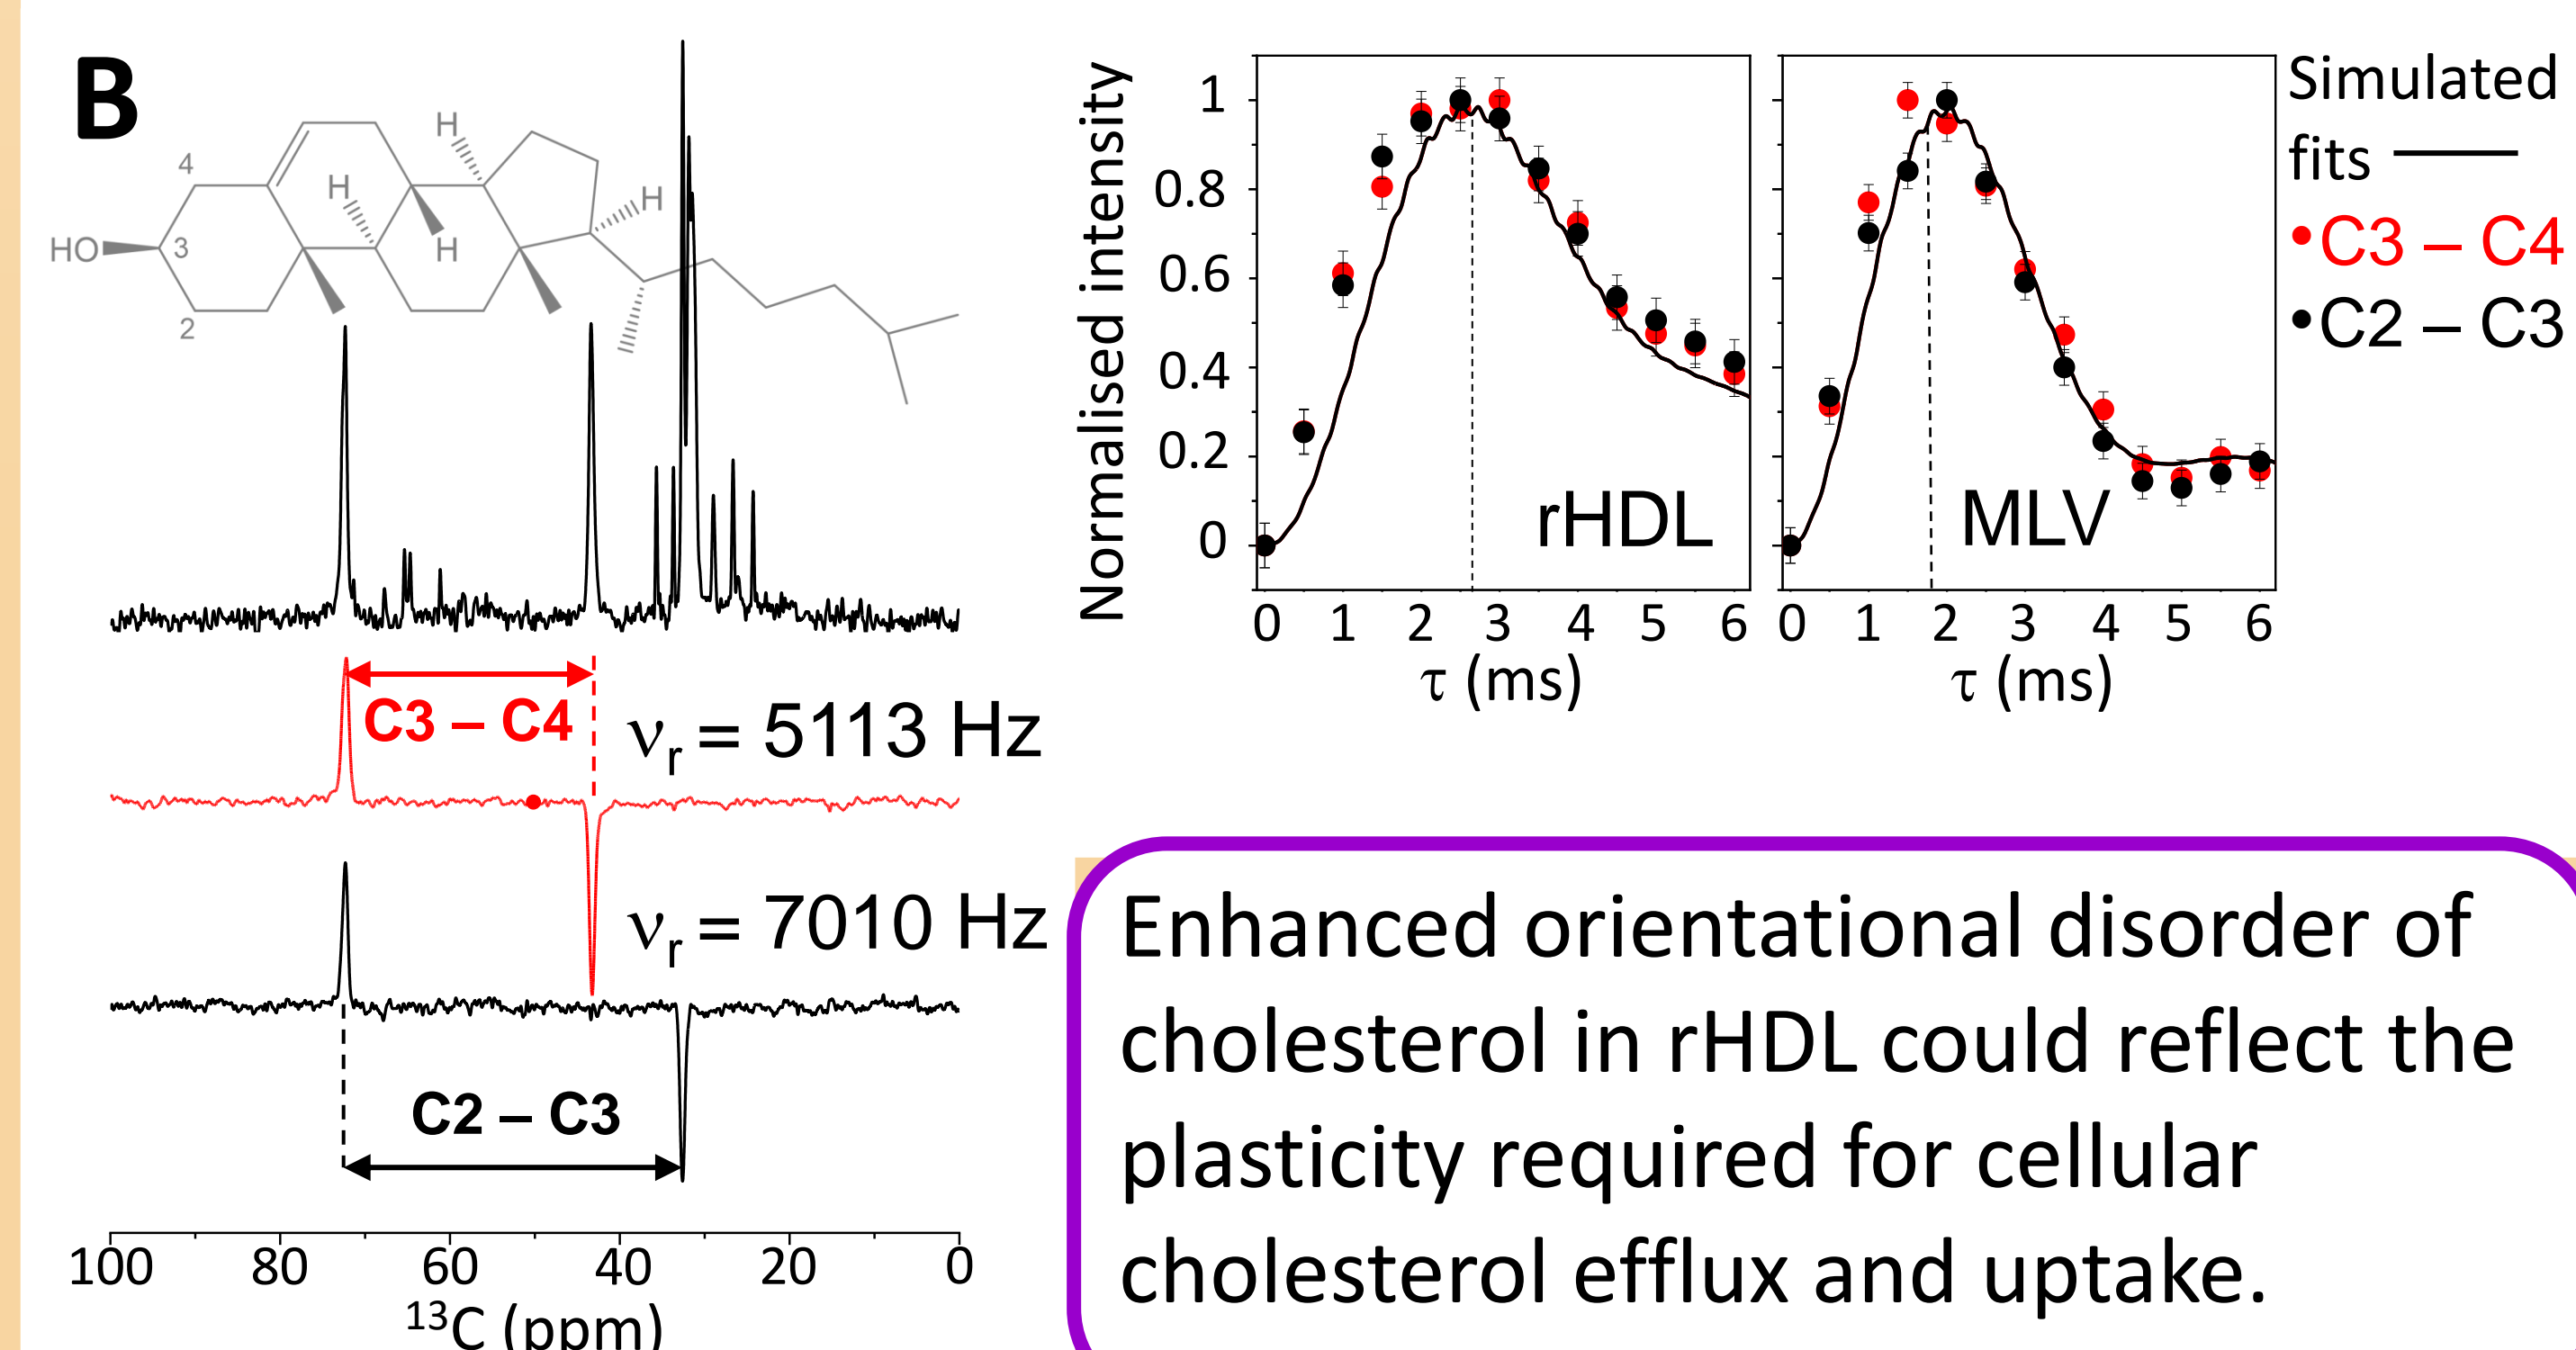 B
H
H
H
H
4
HO
3
2
C3 – C4
νr = 5113 Hz
νr = 7010 Hz
C2 – C3
100 80 60 40 20 0
13C (ppm)
Normalised intensity
1
0.8
0.6
0.4
0.2
0
rHDL
0 1 2 3 4 5 6
τ (ms)
MLV
0 1 2 3 4 5 6
τ (ms)
Simulated
fits
C3 – C4
C2 – C3
Enhanced orientational disorder of
cholesterol in rHDL could reflect the
plasticity required for cellular
cholesterol efflux and uptake.